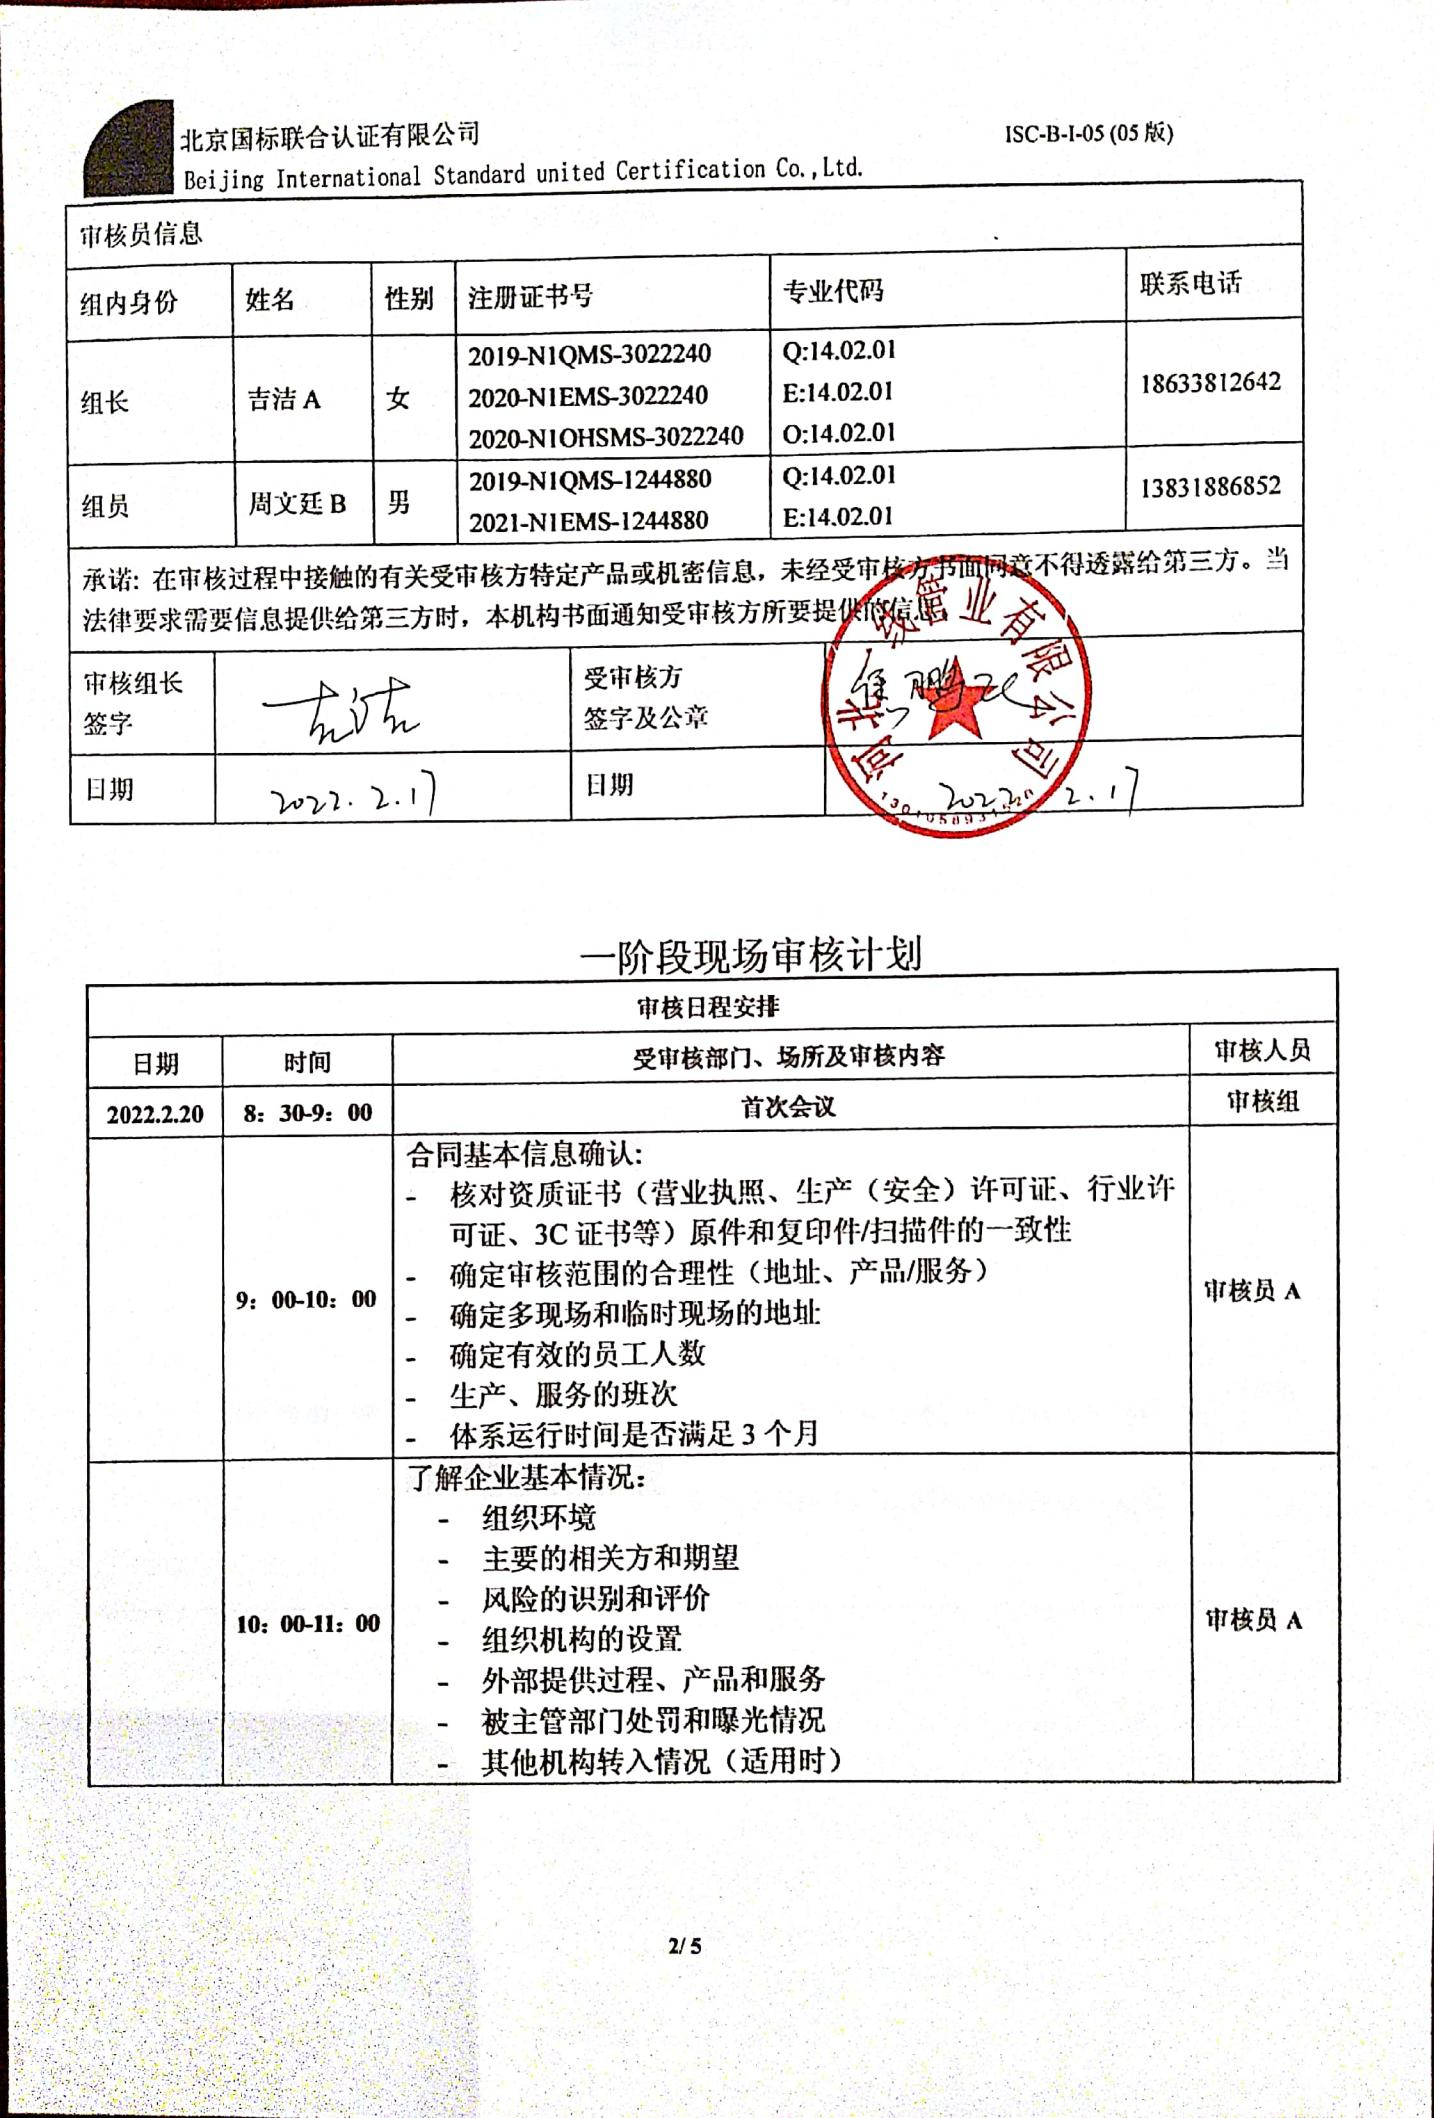 北京国标联合认证有限公司
ISC-B-I-05 (05 版)
Beijing International Standard united Certification Co.,Ltd.
审核员信息
组内身份 姓名 性别 注册证书号 专业代码 联系电话
组长 吉洁 A 女 2019-N1QMS-3022240 Q:14.02.01 18633812642
2020-N1EMS-3022240 E:14.02.01
2020-N1OHSMS-3022240 O:14.02.01
组员 周文廷 B 男 2019-N1QMS-1244880 Q:14.02.01 13831886852
2021-N1EMS-1244880 E:14.02.01
承诺: 在审核过程中接触的有关受审核方特定产品或机密信息，未经受审核方书面同意不得透露给第三方。当
法律要求需要信息提供给第三方时，本机构书面通知受审核方所要提供的信息。
审核组长
签字
吉洁
受审核方
签字及公章
河北 线管业有限公司
日期 2022.2.17 日期 2022.2.17
一阶段现场审核计划
审核日程安排
日期 时间 受审核部门、场所及审核内容 审核人员
2022.2.20 8：30-9：00 首次会议 审核组
9：00-10：00
合同基本信息确认:
- 核对资质证书（营业执照、生产（安全）许可证、行业许
可证、3C 证书等）原件和复印件/扫描件的一致性
- 确定审核范围的合理性（地址、产品/服务）
- 确定多现场和临时现场的地址
- 确定有效的员工人数
- 生产、服务的班次
- 体系运行时间是否满足 3 个月
审核员 A
10：00-11：00
了解企业基本情况：
- 组织环境
- 主要的相关方和期望
- 风险的识别和评价
- 组织机构的设置
- 外部提供过程、产品和服务
- 被主管部门处罚和曝光情况
- 其他机构转入情况（适用时）
审核员 A
2/ 5